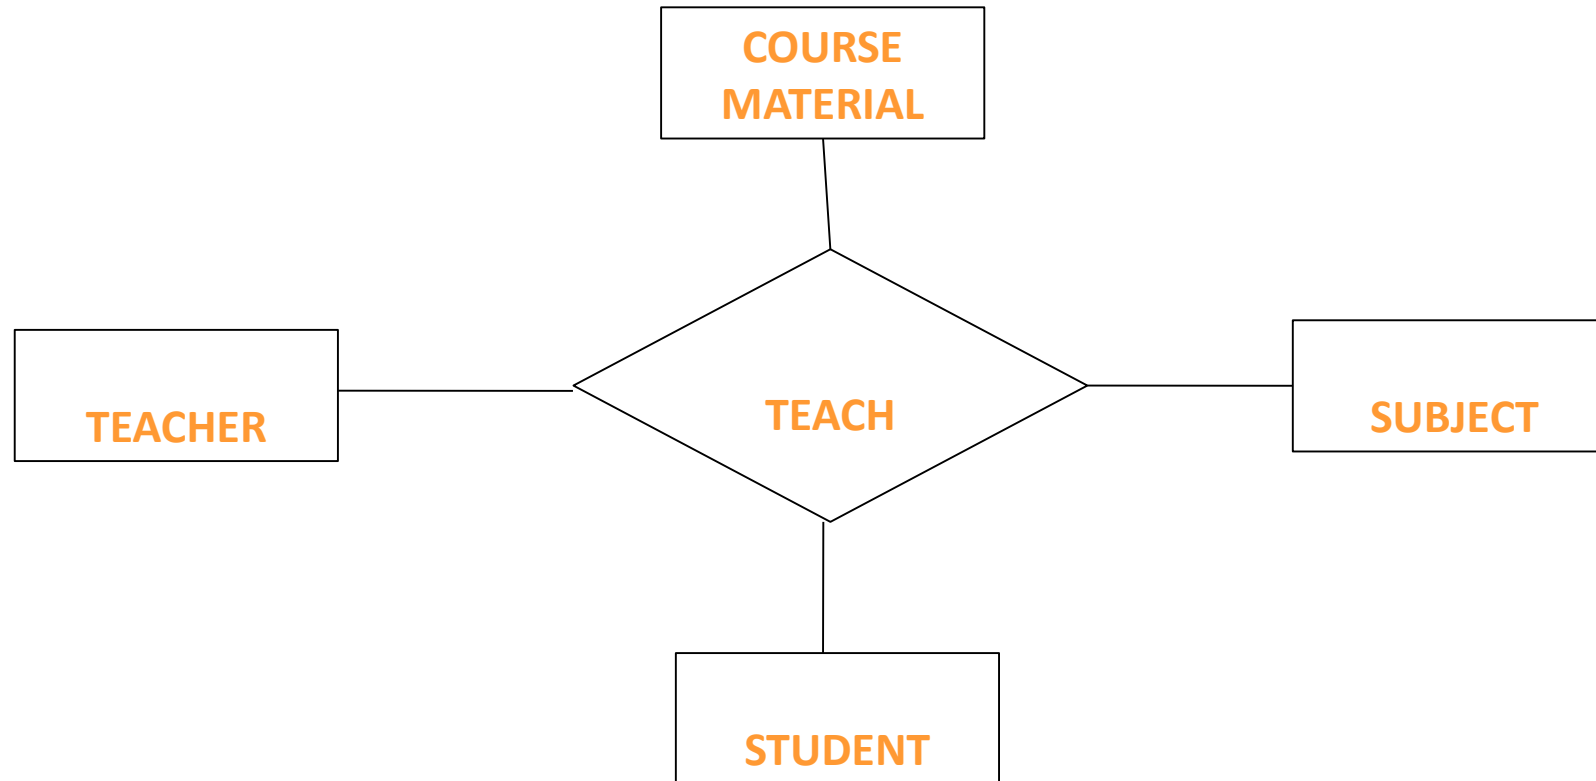 COURSE
MATERIAL
TEACHER
TEACH
SUBJECT
STUDENT